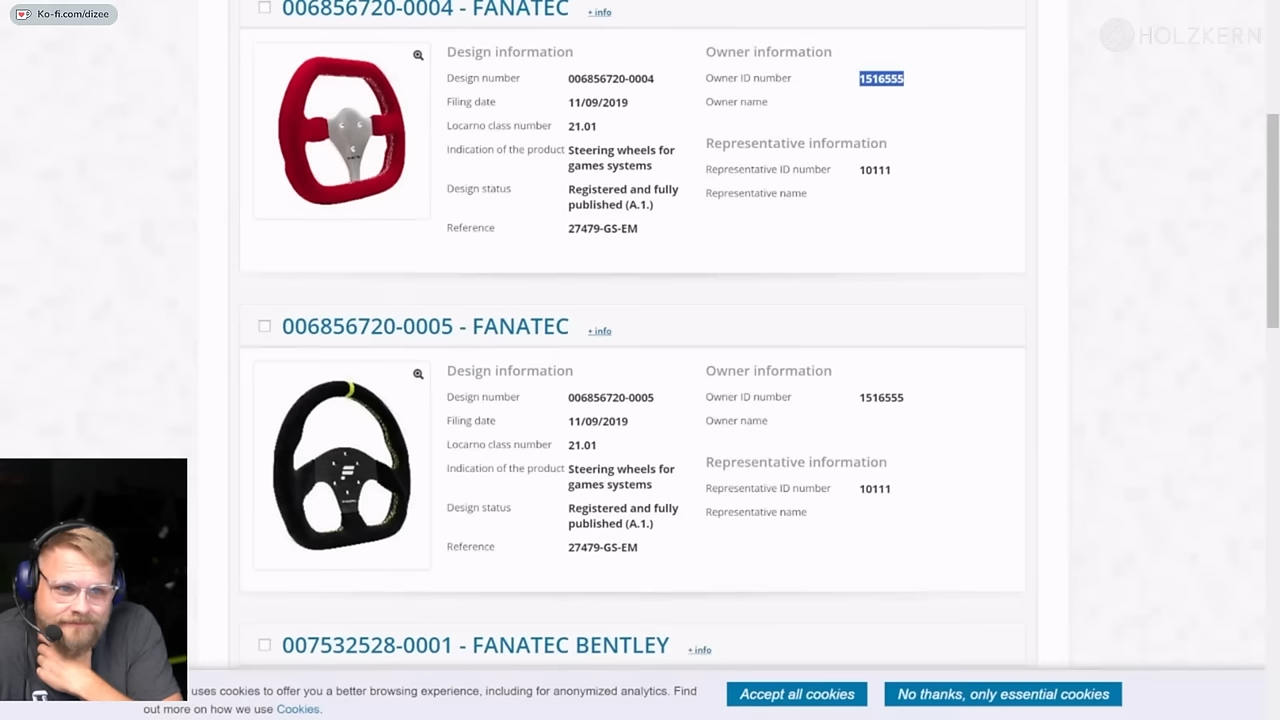 Ko-fi.com/dizee
HOLZKERN
006856720-0004 - FANATEC + info
Design information
Design number 006856720-0004
Filing date 11/09/2019
Locarno class number 21.01
Indication of the product Steering wheels for
games systems
Design status Registered and fully
published (A.1.)
Reference 27479-GS-EM
Owner information
Owner ID number 1516555
Owner name
Representative information
Representative ID number 10111
Representative name
006856720-0005 - FANATEC + info
Design information
Design number 006856720-0005
Filing date 11/09/2019
Locarno class number 21.01
Indication of the product Steering wheels for
games systems
Design status Registered and fully
published (A.1.)
Reference 27479-GS-EM
Owner information
Owner ID number 1516555
Owner name
Representative information
Representative ID number 10111
Representative name
007532528-0001 - FANATEC BENTLEY + info
uses cookies to offer you a better browsing experience, including for anonymized analytics. Find
out more on how we use Cookies.
Accept all cookies
No thanks, only essential cookies